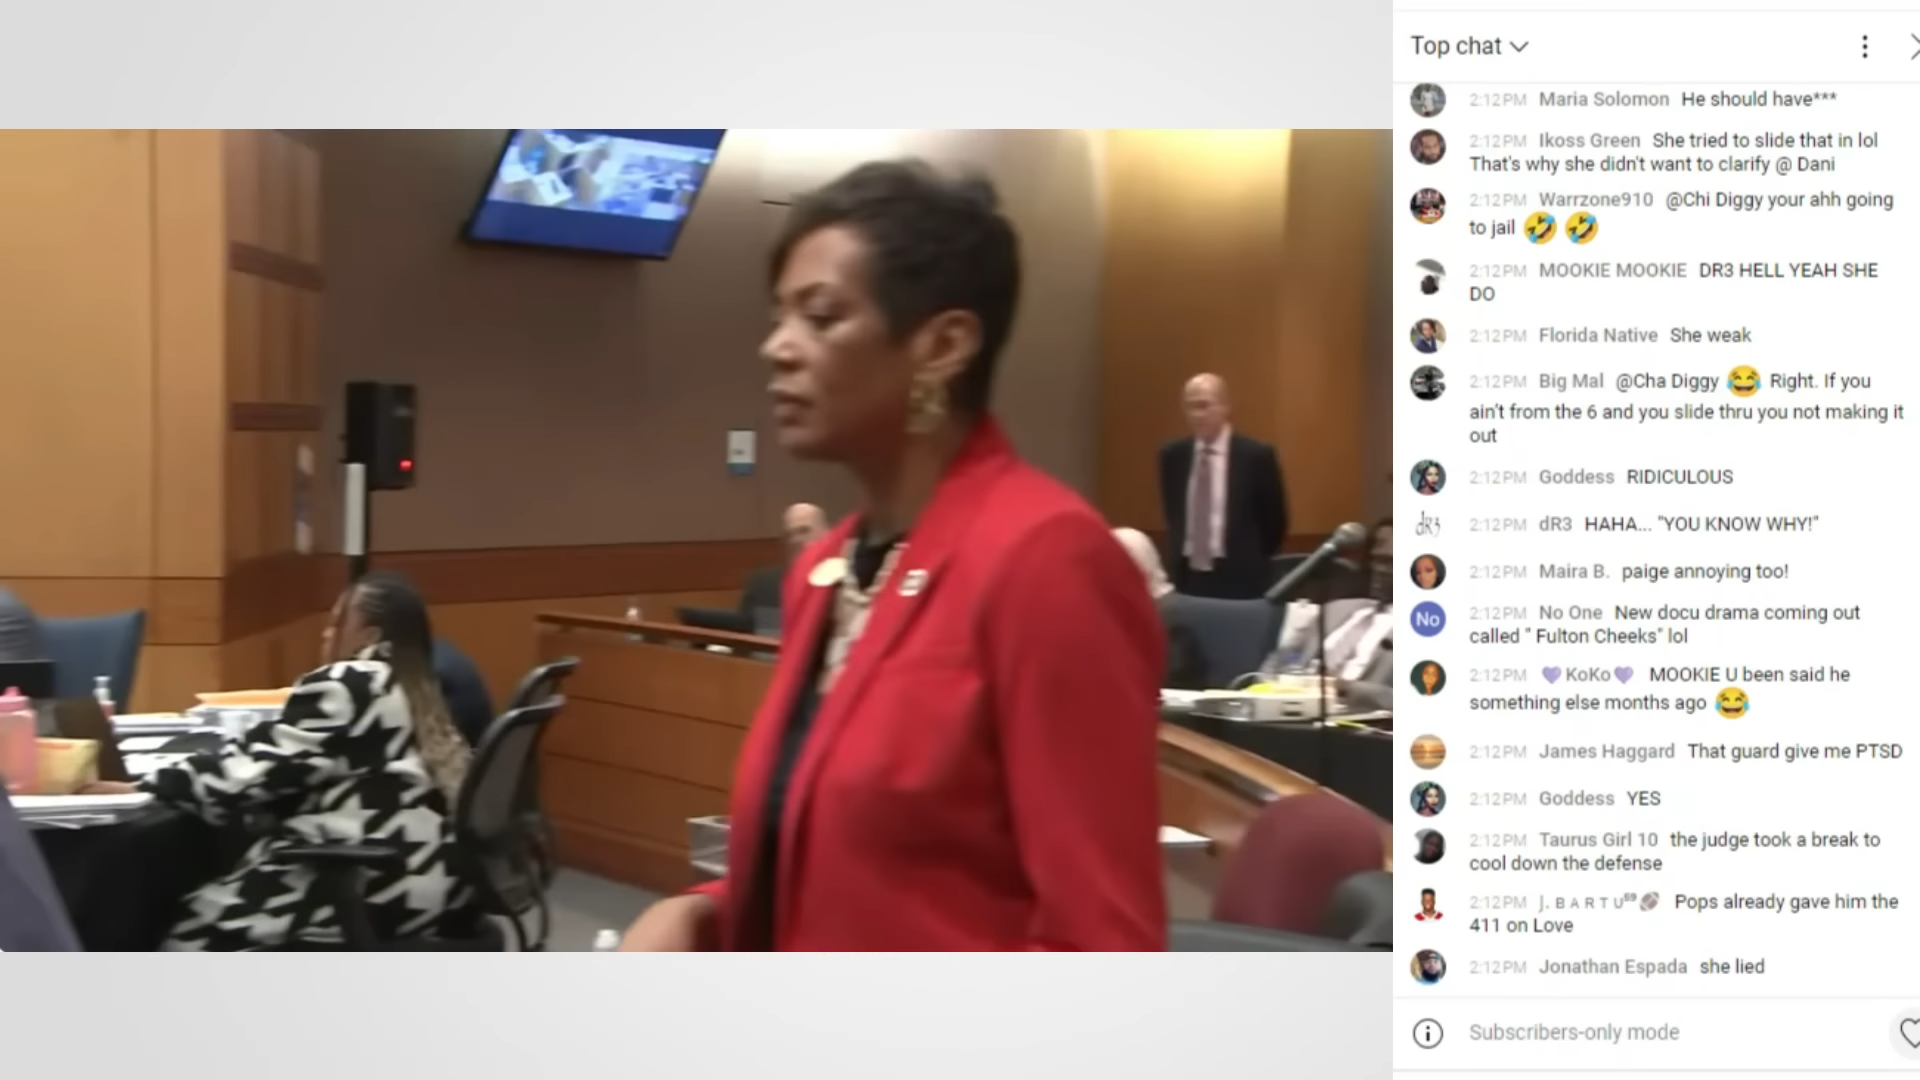 Top chat
2:12PM Maria Solomon He should have***
2:12PM Ikoss Green She tried to slide that in lol
That's why she didn't want to clarify @ Dani
2:12PM Warrzone910 @Chi Diggy your ahh going
to jail 🤣 🤣
2:12PM MOOKIE MOOKIE DR3 HELL YEAH SHE
DO
2:12PM Florida Native She weak
2:12PM Big Mal @Cha Diggy 😂 Right. If you
ain't from the 6 and you slide thru you not making it
out
2:12PM Goddess RIDICULOUS
dR3 2:12PM dR3 HAHA... "YOU KNOW WHY!"
2:12PM Maira B. paige annoying too!
No 2:12PM No One New docu drama coming out
called " Fulton Cheeks" lol
2:12PM 💜KoKo💜 MOOKIE U been said he
something else months ago 😂
2:12PM James Haggard That guard give me PTSD
2:12PM Goddess YES
2:12PM Taurus Girl 10 the judge took a break to
cool down the defense
2:12PM J. ʙ ᴀ ʀ ᴛ ᴜ⁶⁹🏈 Pops already gave him the
411 on Love
2:12PM Jonathan Espada she lied
Subscribers-only mode